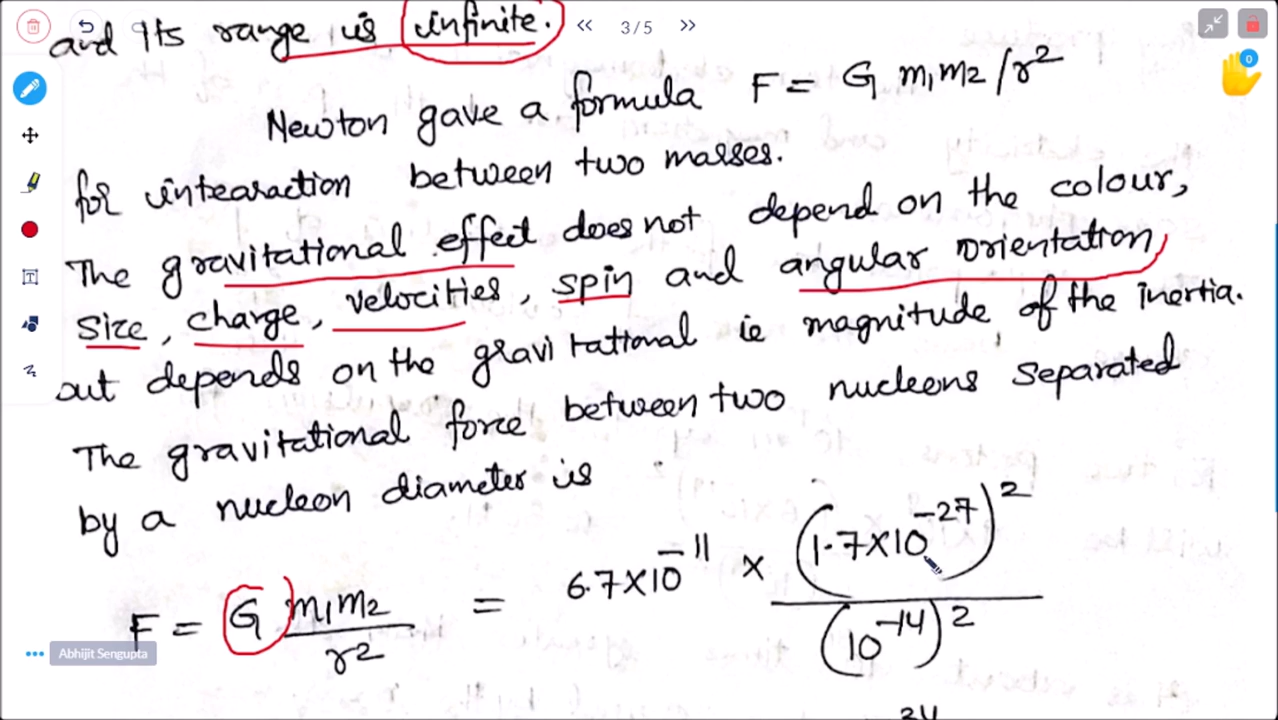 and its range is infinite.
3/5
0
Newton gave a formula F = G m₁m₂/r²
for intearaction between two masses.
The gravitational effect does not depend on the colour,
size, charge, velocities, spin and angular orientation
out depends on the gravitational ie magnitude of the inertia.
The gravitational force between two nucleons separated
by a nucleon diameter is
F = G m₁m₂ / r² = 6.7×10⁻¹¹ × (1.7×10⁻²⁷)² / (10⁻¹⁴)²
Abhijit Sengupta